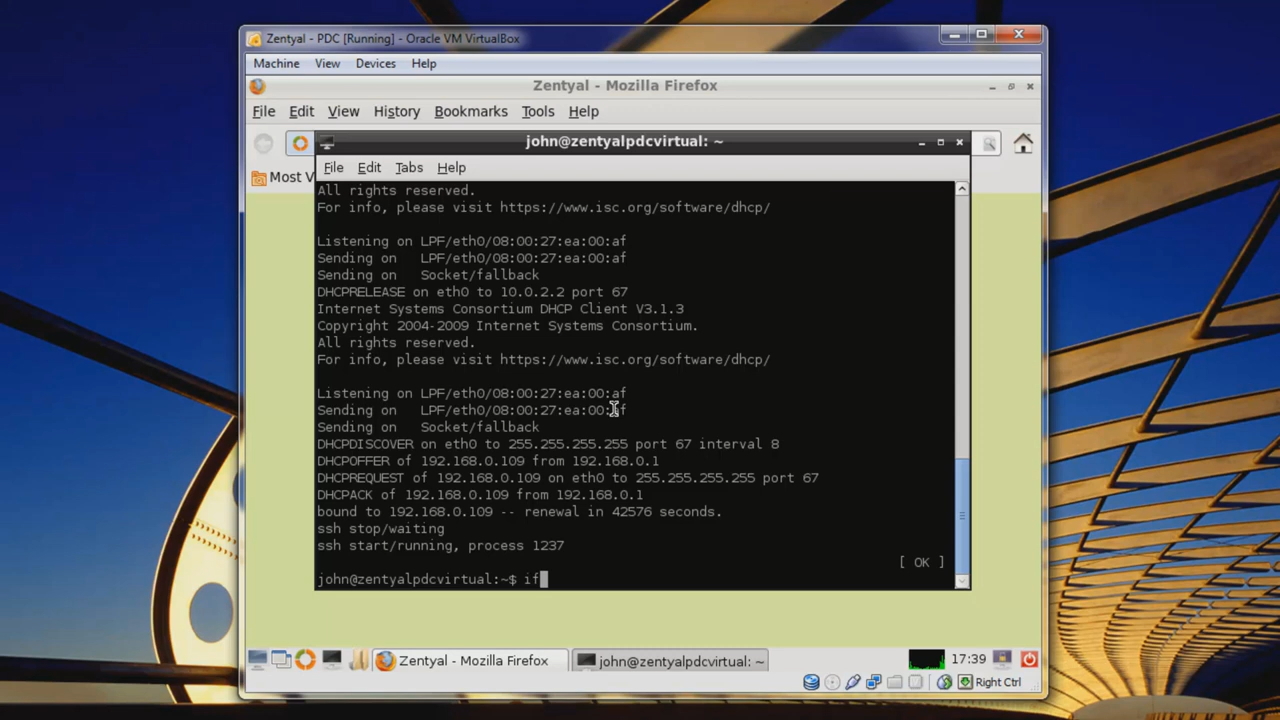 Zentyal - PDC [Running] - Oracle VM VirtualBox
Machine View Devices Help
Zentyal - Mozilla Firefox
File Edit View History Bookmarks Tools Help
john@zentyalpdcvirtual: ~
Most V
File Edit Tabs Help
All rights reserved.
For info, please visit https://www.isc.org/software/dhcp/
Listening on LPF/eth0/08:00:27:ea:00:af
Sending on   LPF/eth0/08:00:27:ea:00:af
Sending on   Socket/fallback
DHCPRELEASE on eth0 to 10.0.2.2 port 67
Internet Systems Consortium DHCP Client V3.1.3
Copyright 2004-2009 Internet Systems Consortium.
All rights reserved.
For info, please visit https://www.isc.org/software/dhcp/
Listening on LPF/eth0/08:00:27:ea:00:af
Sending on   LPF/eth0/08:00:27:ea:00:af
Sending on   Socket/fallback
DHCPDISCOVER on eth0 to 255.255.255.255 port 67 interval 8
DHCPOFFER of 192.168.0.109 from 192.168.0.1
DHCPREQUEST of 192.168.0.109 on eth0 to 255.255.255.255 port 67
DHCPACK of 192.168.0.109 from 192.168.0.1
bound to 192.168.0.109 -- renewal in 42576 seconds.
ssh stop/waiting
ssh start/running, process 1237
[ OK ]
john@zentyalpdcvirtual:~$ if
Zentyal - Mozilla Firefox
john@zentyalpdcvirtual: ~
17:39
Right Ctrl